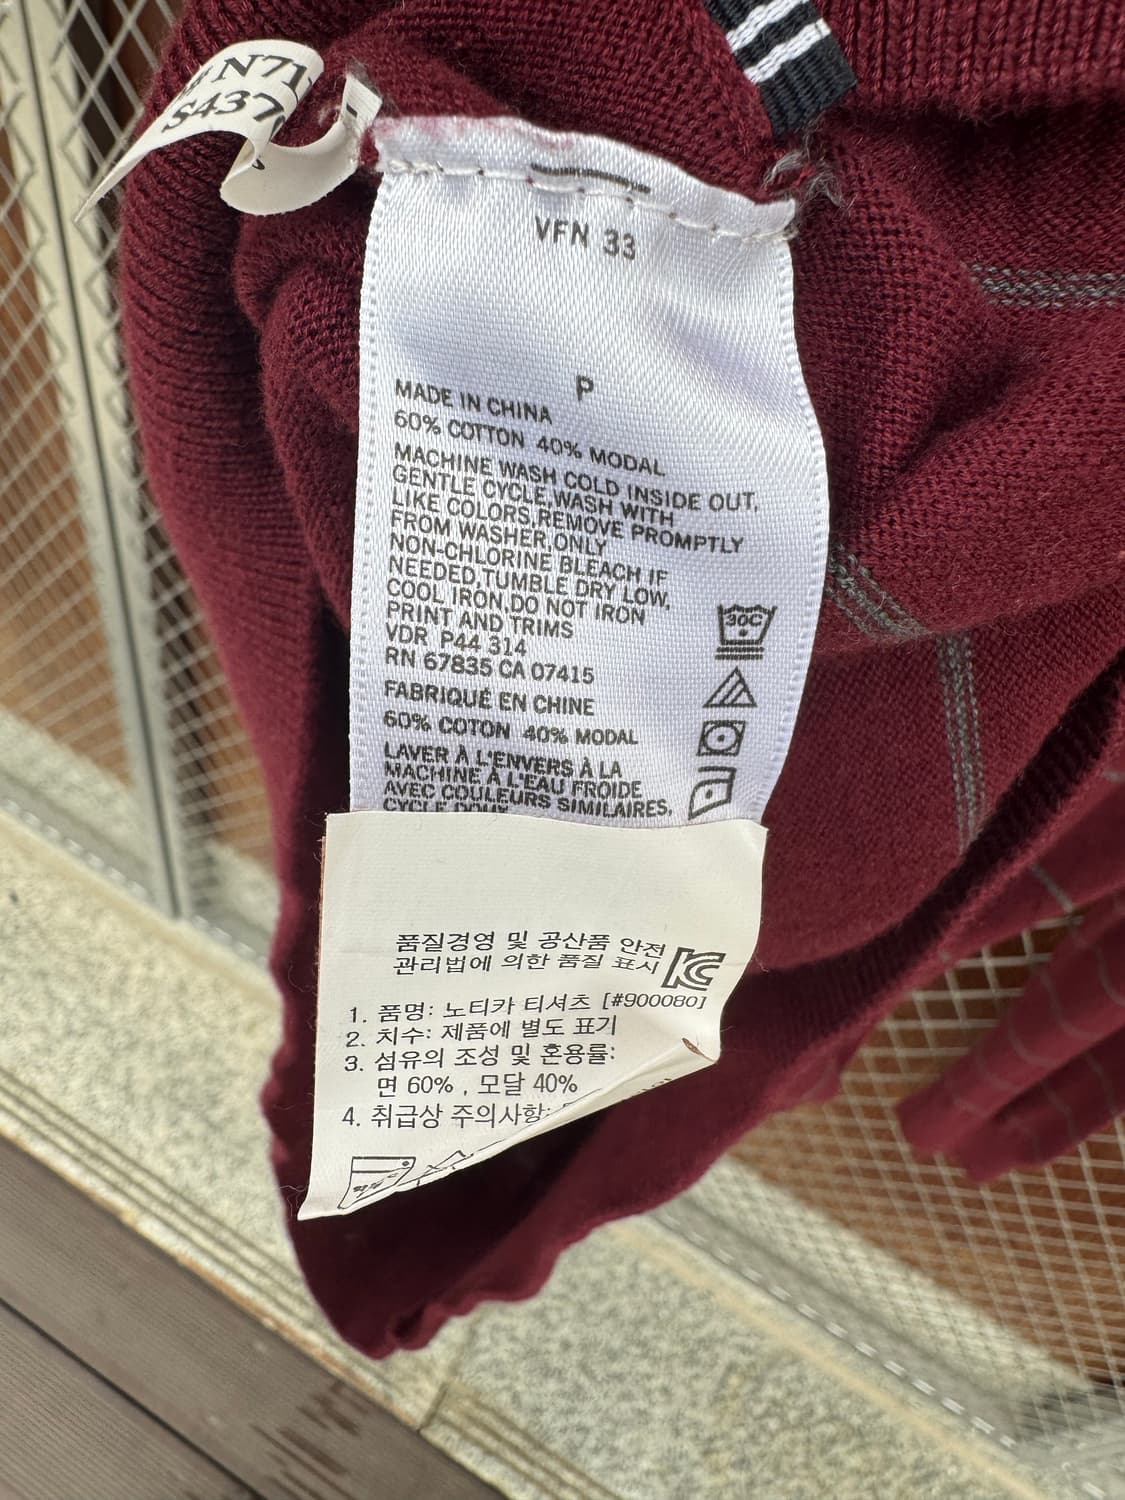 N71
S437
VFN 33
P
MADE IN CHINA
60% COTTON 40% MODAL
MACHINE WASH COLD INSIDE OUT,
GENTLE CYCLE,WASH WITH
LIKE COLORS,REMOVE PROMPTLY
FROM WASHER,ONLY
NON-CHLORINE BLEACH IF
NEEDED,TUMBLE DRY LOW,
COOL IRON,DO NOT IRON
PRINT AND TRIMS
VDR P44 314
RN 67835 CA 07415
30C
FABRIQUÉ EN CHINE
60% COTON 40% MODAL
LAVER À L'ENVERS À LA
MACHINE À L'EAU FROIDE
AVEC COULEURS SIMILAIRES,
CYCLE DOUX
품질경영 및 공산품 안전
관리법에 의한 품질 표시
1. 품명: 노티카 티셔츠 [#900080]
2. 치수: 제품에 별도 표기
3. 섬유의 조성 및 혼용률:
면 60% , 모달 40%
4. 취급상 주의사항: